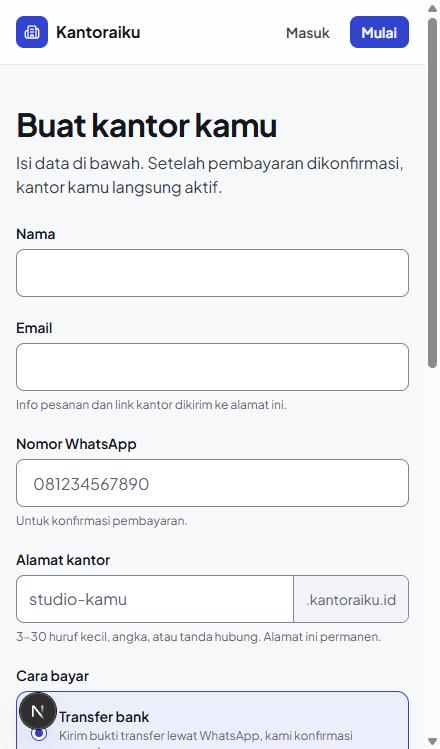 Kantoraiku
Masuk
Mulai
Buat kantor kamu
Isi data di bawah. Setelah pembayaran dikonfirmasi,
kantor kamu langsung aktif.
Nama
Email
Info pesanan dan link kantor dikirim ke alamat ini.
Nomor WhatsApp
081234567890
Untuk konfirmasi pembayaran.
Alamat kantor
studio-kamu
.kantoraiku.id
3–30 huruf kecil, angka, atau tanda hubung. Alamat ini permanen.
Cara bayar
N
Transfer bank
Kirim bukti transfer lewat WhatsApp, kami konfirmasi